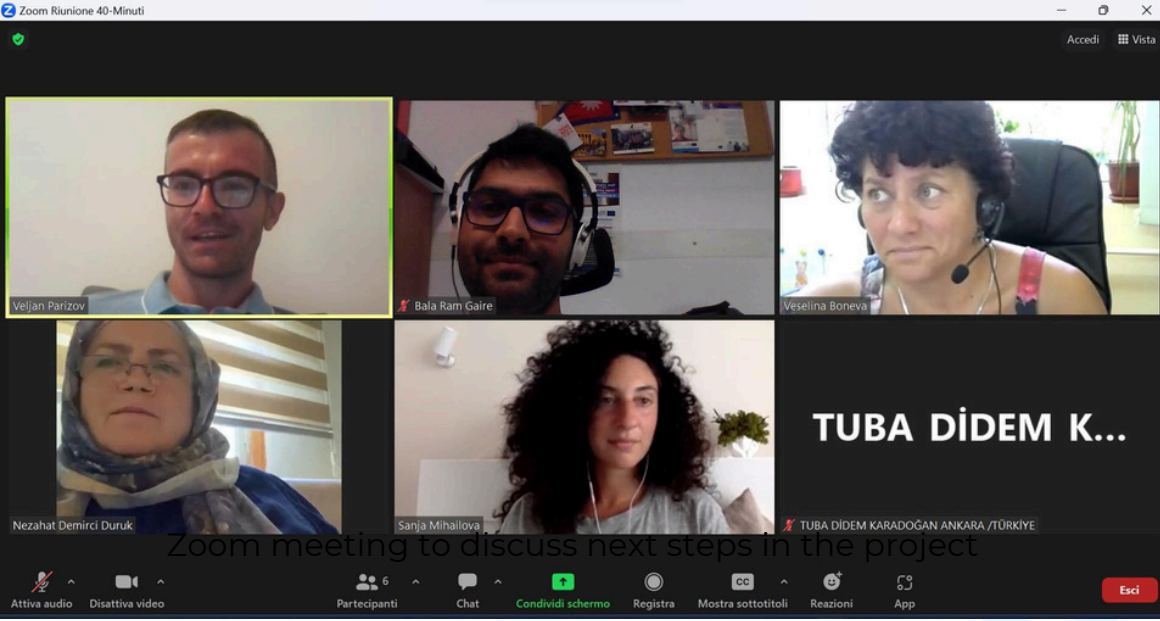 Zoom Riunione 40-Minuti
Accedi
Vista
Veljan Parizov
Bala Ram Gaire
Veselina Boneva
Nezahat Demirci Duruk
Sanja Mihailova
TUBA DİDEM K...
TUBA DİDEM KARADOĞAN ANKARA /TÜRKİYE
Zoom meeting to discuss next steps in the project
Attiva audio
Disattiva video
Partecipanti
6
Chat
Condividi schermo
Registra
CC
Mostra sottotitoli
Reazioni
App
Esci